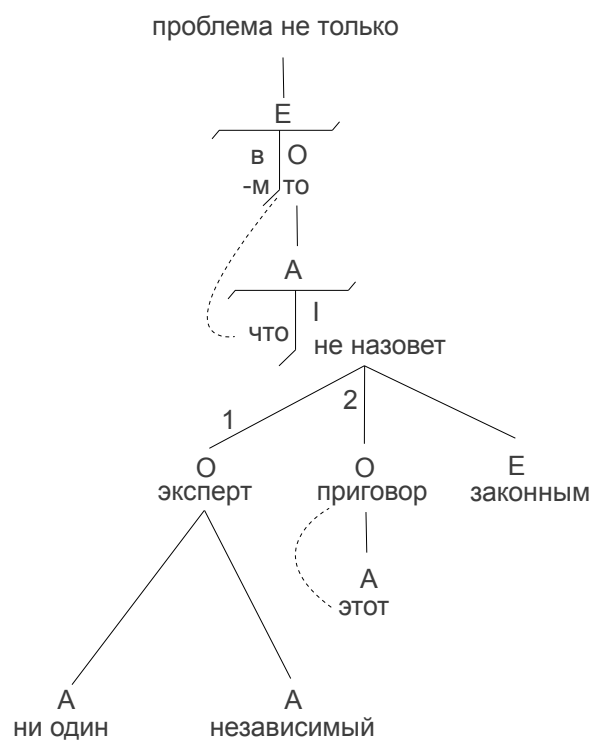 проблема не только
Е
в О
-м то
А
I
что
не назовет
1 2
О О Е
эксперт приговор законным
А
этот
А А
ни один независимый